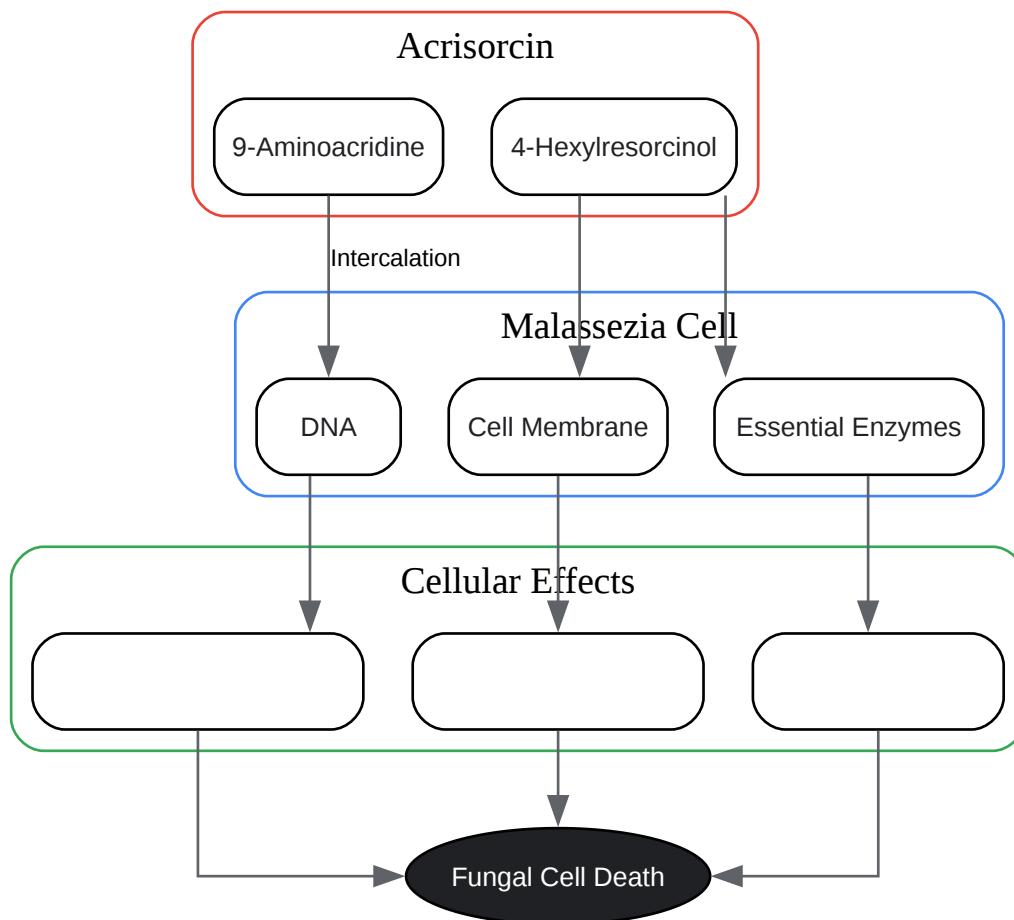 Acrisorcin
9-Aminoacridine
4-Hexylresorcinol
Intercalation
Malassezia Cell
DNA
Cell Membrane
Essential Enzymes
Cellular Effects
Fungal Cell Death